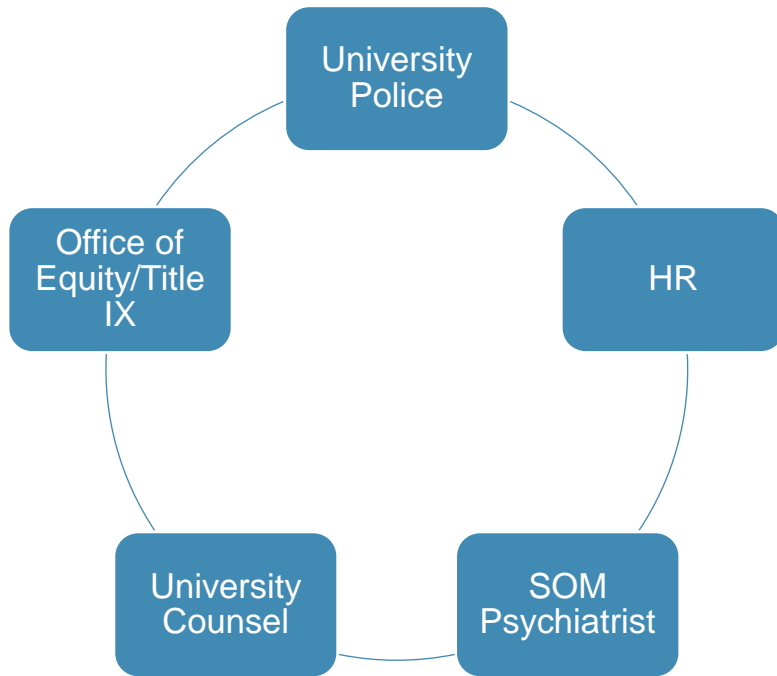 University
Police
HR
SOM
Psychiatrist
University
Counsel
Office of
Equity/Title
IX